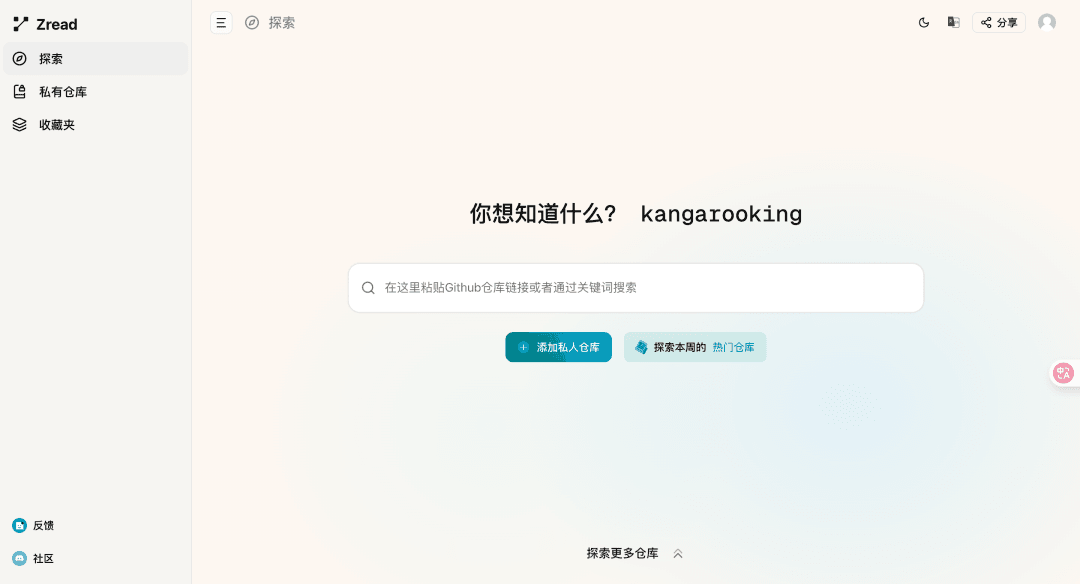 Zread
探索
私有仓库
收藏夹
反馈
社区
探索
分享
你想知道什么? kangarooking
在这里粘贴Github仓库链接或者通过关键词搜索
添加私人仓库
探索本周的 热门仓库
探索更多仓库